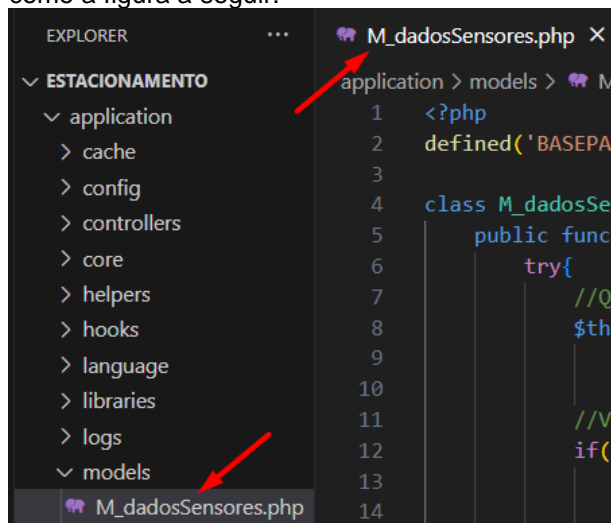 como a figura a seguir:
EXPLORER ...
ESTACIONAMENTO
application
cache
config
controllers
core
helpers
hooks
language
libraries
logs
models
M_dadosSensores.php
M_dadosSensores.php ×
application > models > M
1 <?php
2 defined('BASEPA
3
4 class M_dadosSe
5 public func
6 try{
7 //Q
8 $th
9
10
11 //V
12 if(
13
14